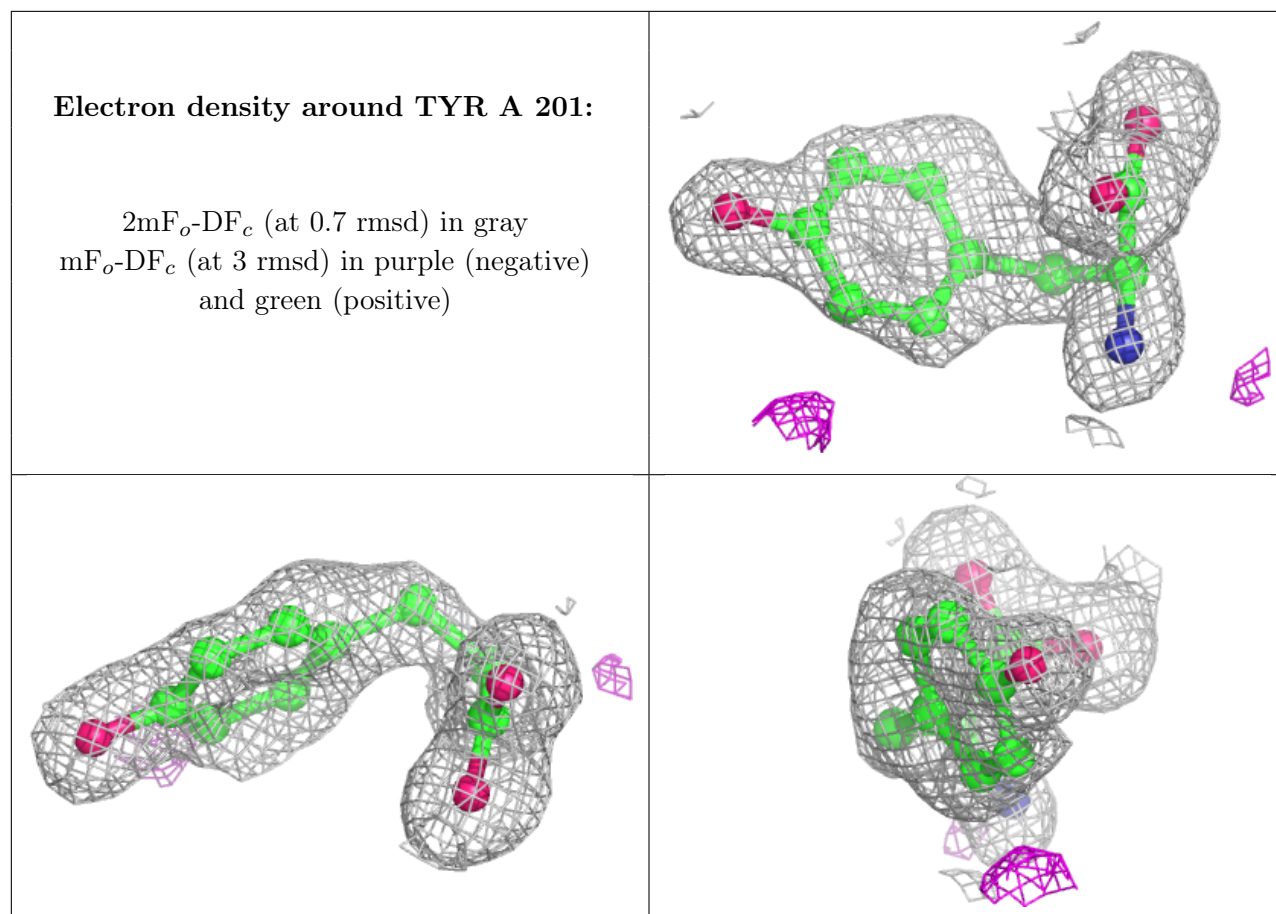 Electron density around TYR A 201:
2mFo-DFc (at 0.7 rmsd) in gray
mFo-DFc (at 3 rmsd) in purple (negative)
and green (positive)